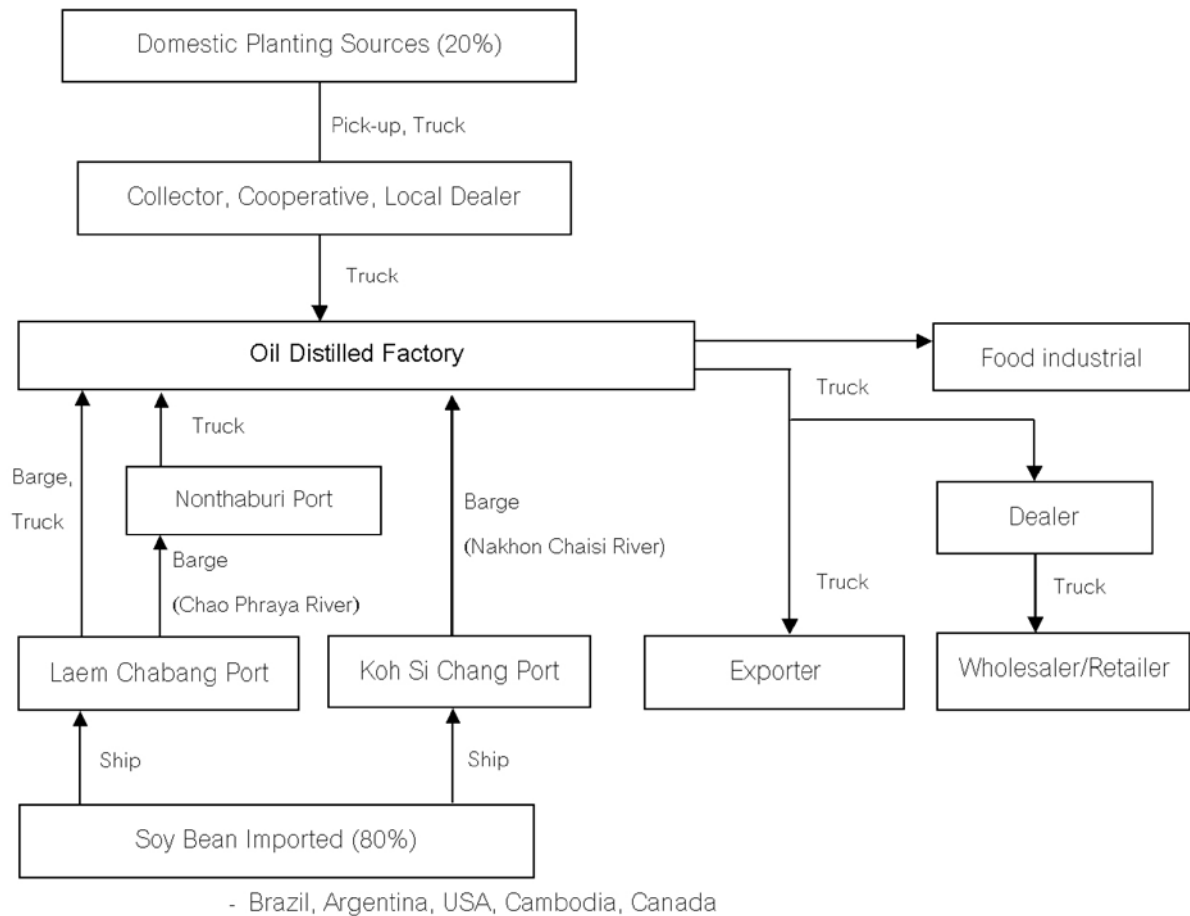 Domestic Planting Sources (20%)
Pick-up, Truck
Collector, Cooperative, Local Dealer
Truck
Oil Distilled Factory
Food industrial
Truck
Truck
Barge,
Truck
Nonthaburi Port
Barge
(Nakhon Chaisi River)
Dealer
Barge
(Chao Phraya River)
Truck
Truck
Laem Chabang Port
Koh Si Chang Port
Exporter
Wholesaler/Retailer
Ship
Ship
Soy Bean Imported (80%)
- Brazil, Argentina, USA, Cambodia, Canada